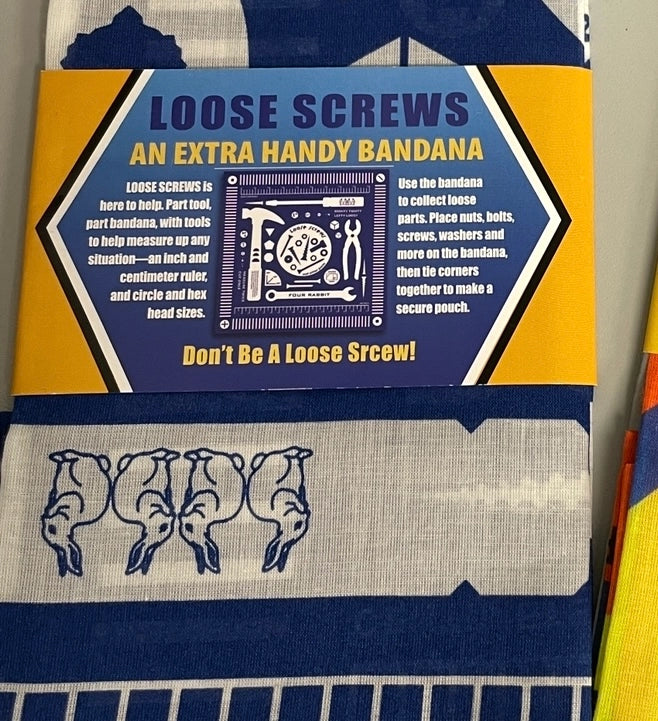 LOOSE SCREWS
AN EXTRA HANDY BANDANA
LOOSE SCREWS is
here to help. Part tool,
part bandana, with tools
to help measure up any
situation—an inch and
centimeter ruler,
and circle and hex
head sizes.
Loose Screws
FOUR RABBIT
Use the bandana
to collect loose
parts. Place nuts, bolts,
screws, washers and
more on the bandana,
then tie corners
together to make a
secure pouch.
Don't Be A Loose Srcew!